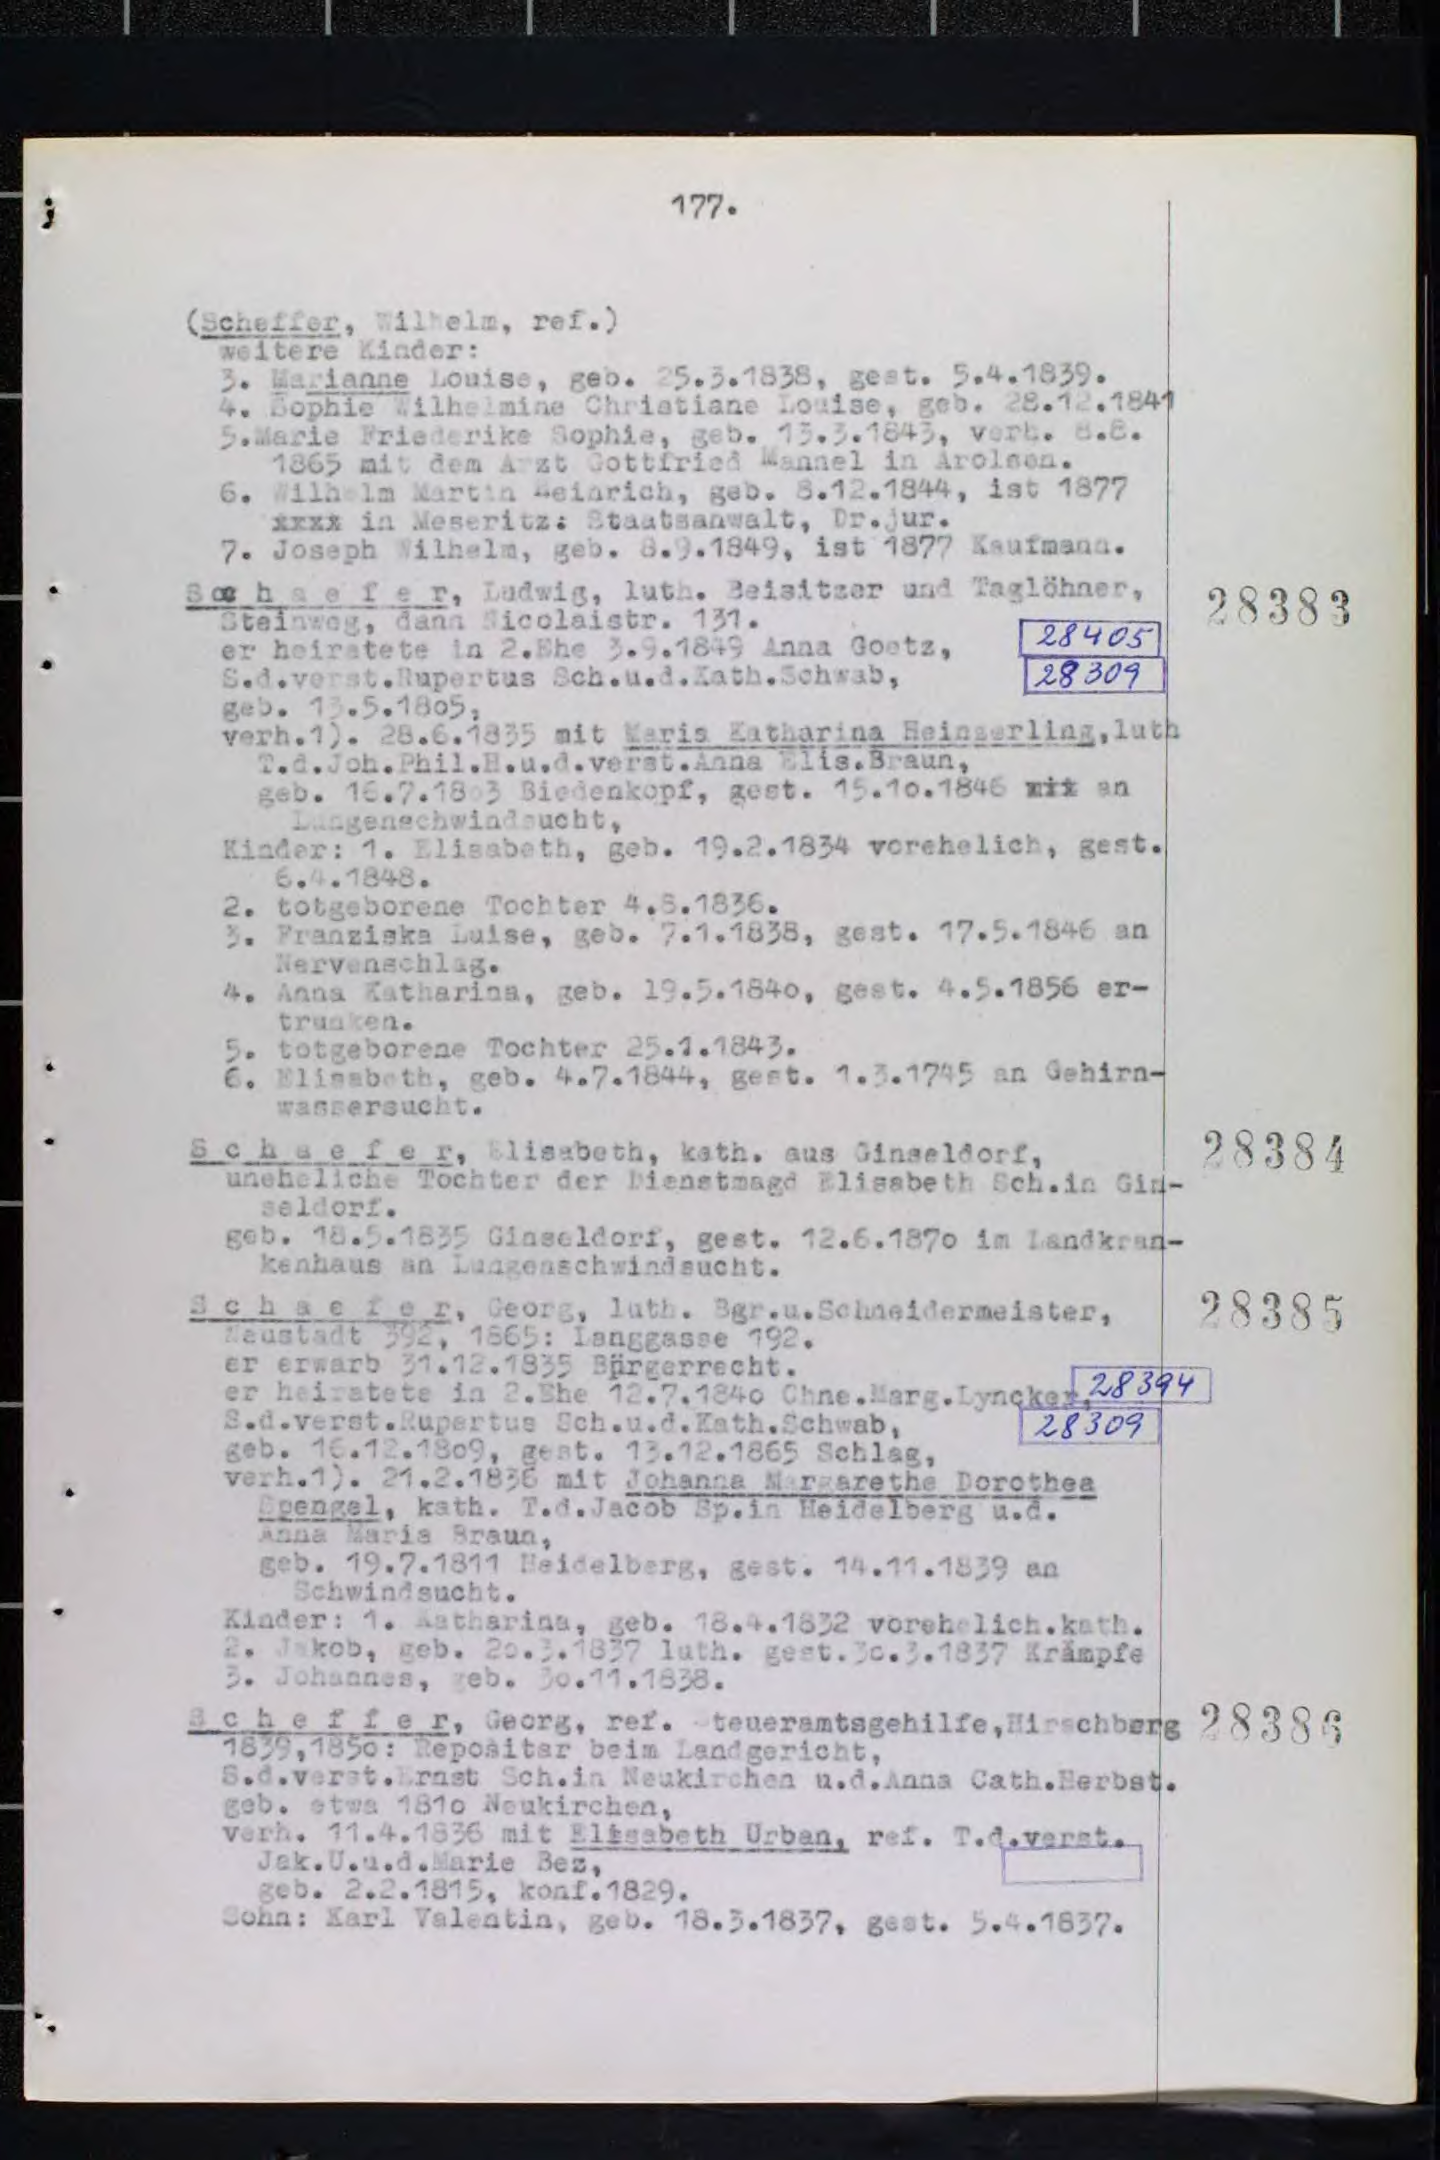 177.
(Scheffer, Wilhelm, ref.)
weitere Kinder:
3. Marianne Louise, geb. 25.3.1838, gest. 5.4.1839.
4. Sophie Wilhelmine Christiane Louise, geb. 28.12.1841
5.Marie Friederike Sophie, geb. 13.3.1843, verh. 8.8.
1865 mit dem Arzt Gottfried Mannel in Arolsen.
6. Wilhelm Martin Heinrich, geb. 8.12.1844, ist 1877
xxxx in Meseritz: Staatsanwalt, Dr.jur.
7. Joseph Wilhelm, geb. 8.9.1849, ist 1877 Kaufmann.
S c h a e f e r, Ludwig, luth. Beisitzer und Taglöhner, 28383
Steinweg, dann Nicolaistr. 131.
er heiratete in 2.Ehe 3.9.1849 Anna Goetz, 28405
S.d.verst.Rupertus Sch.u.d.Kath.Schwab, 28309
geb. 13.5.1805,
verh.1). 28.6.1835 mit Maria Katharina Heinzerling,luth
T.d.Joh.Phil.H.u.d.verst.Anna Elis.Braun,
geb. 16.7.1803 Biedenkopf, gest. 15.10.1846 mit an
Lungenschwindsucht,
Kinder: 1. Elisabeth, geb. 19.2.1834 vorehelich, gest.
6.4.1848.
2. totgeborene Tochter 4.8.1836.
3. Franziska Luise, geb. 7.1.1838, gest. 17.5.1846 an
Nervenschlag.
4. Anna Katharina, geb. 19.5.1840, gest. 4.5.1856 er-
trunken.
5. totgeborene Tochter 25.1.1843.
6. Elisabeth, geb. 4.7.1844, gest. 1.3.1745 an Gehirn-
wassersucht.
S c h a e f e r, Elisabeth, kath. aus Ginseldorf, 28384
uneheliche Tochter der Dienstmagd Elisabeth Sch.in Gin-
seldorf.
geb. 18.5.1835 Ginseldorf, gest. 12.6.1870 im Landkran-
kenhaus an Lungenschwindsucht.
S c h a e f e r, Georg, luth. Bgr.u.Schneidermeister, 28385
Neustadt 392, 1865: Langgasse 192.
er erwarb 31.12.1835 Bürgerrecht.
er heiratete in 2.Ehe 12.7.1840 Chne.Marg.Lyncker, 28394
S.d.verst.Rupertus Sch.u.d.Kath.Schwab, 28309
geb. 16.12.1809, gest. 13.12.1865 Schlag,
verh.1). 21.2.1836 mit Johanna Margarethe Dorothea
Spengel, kath. T.d.Jacob Sp.in Heidelberg u.d.
Anna Maria Braun,
geb. 19.7.1811 Heidelberg, gest. 14.11.1839 an
Schwindsucht.
Kinder: 1. Katharina, geb. 18.4.1832 vorehelich.kath.
2. Jakob, geb. 20.3.1837 luth. gest.30.3.1837 Krämpfe
3. Johannes, geb. 30.11.1838.
S c h e f f e r, Georg, ref. Steueramtsgehilfe,Hirschberg 28386
1839,1850: Repositar beim Landgericht,
S.d.verst.Ernst Sch.in Neukirchen u.d.Anna Cath.Herbst.
geb. etwa 1810 Neukirchen,
verh. 11.4.1836 mit Elisabeth Urban, ref. T.d.verst.
Jak.U.u.d.Marie Bez,
geb. 2.2.1815, konf.1829.
Sohn: Karl Valentin, geb. 18.3.1837, gest. 5.4.1837.